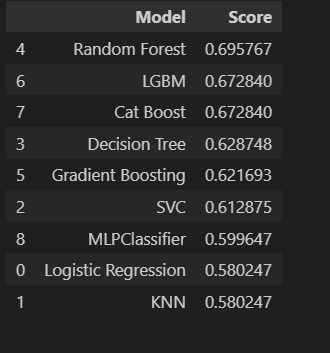 Model Score
4 Random Forest 0.695767
6 LGBM 0.672840
7 Cat Boost 0.672840
3 Decision Tree 0.628748
5 Gradient Boosting 0.621693
2 SVC 0.612875
8 MLPClassifier 0.599647
0 Logistic Regression 0.580247
1 KNN 0.580247